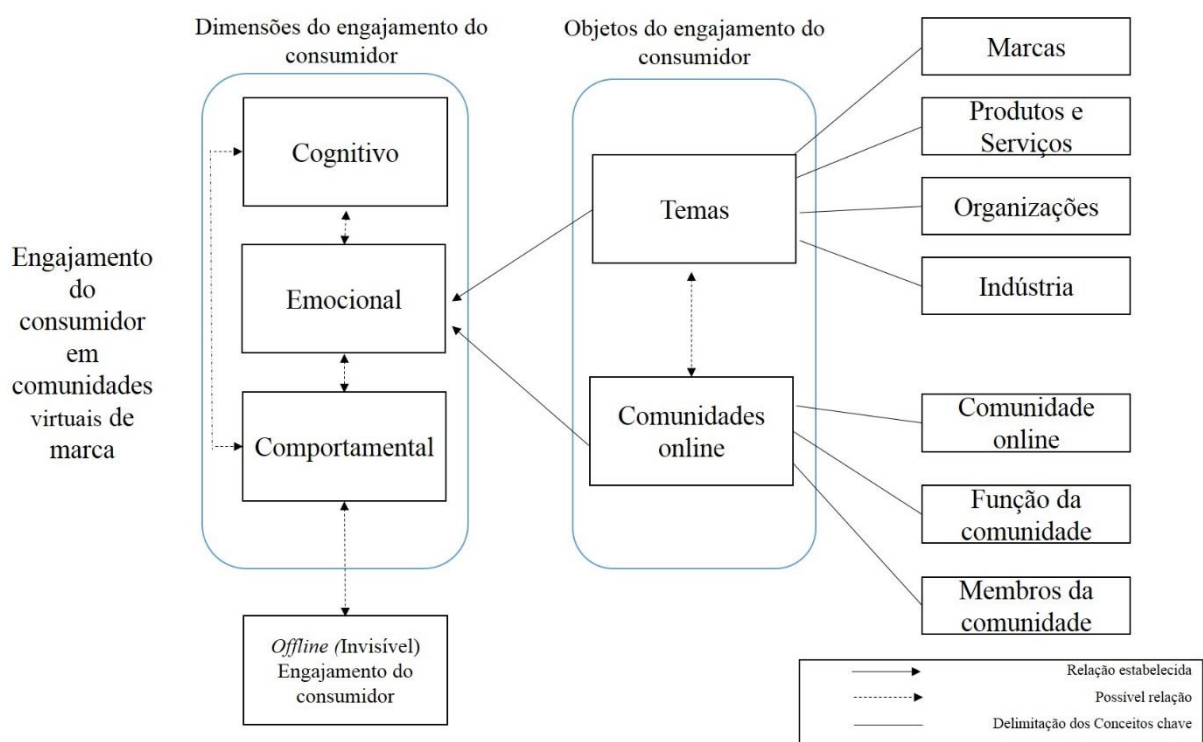 Engajamento
do
consumidor
em
comunidades
virtuais de
marca
Dimensões do engajamento do
consumidor
Cognitivo
Emocional
Comportamental
Offline (Invisível)
Engajamento do
consumidor
Objetos do engajamento do
consumidor
Temas
Comunidades
online
Marcas
Produtos e
Serviços
Organizações
Indústria
Comunidade
online
Função da
comunidade
Membros da
comunidade
Relação estabelecida
Possível relação
Delimitação dos Conceitos chave